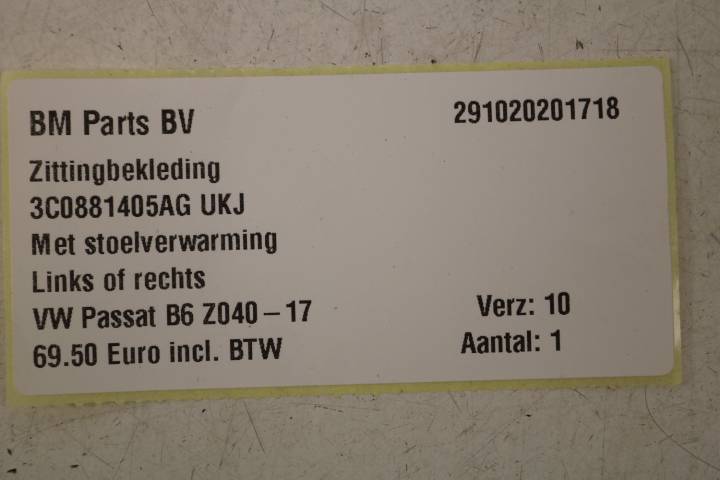 BM Parts BV 291020201718
Zittingbekleding
3C0881405AG UKJ
Met stoelverwarming
Links of rechts
VW Passat B6 Z040-17 Verz: 10
69.50 Euro incl. BTW Aantal: 1